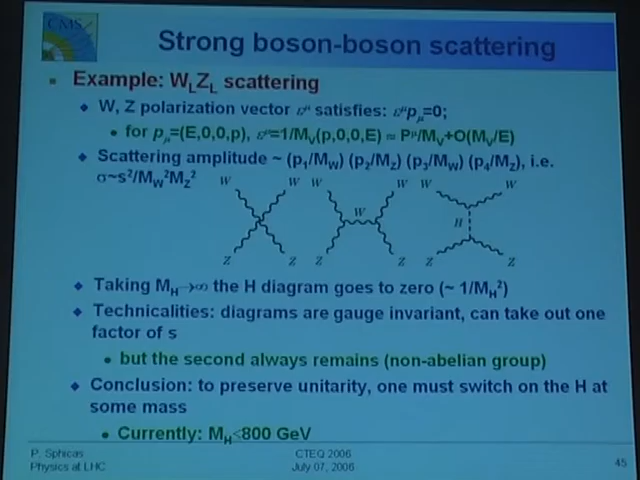 CMS
Strong boson-boson scattering
Example: W_L Z_L scattering
W, Z polarization vector ε^μ satisfies: ε^μ p_μ=0;
for p_μ=(E,0,0,p), ε^μ=1/M_V(p,0,0,E) ≈ P^μ/M_V+O(M_V/E)
Scattering amplitude ~ (p_1/M_W) (p_2/M_Z) (p_3/M_W) (p_4/M_Z), i.e.
σ~s²/M_W²M_Z²
W W W W W W
W H
Z Z Z Z Z Z
Taking M_H→∞ the H diagram goes to zero (~ 1/M_H²)
Technicalities: diagrams are gauge invariant, can take out one
factor of s
but the second always remains (non-abelian group)
Conclusion: to preserve unitarity, one must switch on the H at
some mass
Currently: M_H<800 GeV
P. Sphicas
Physics at LHC
CTEQ 2006
July 07, 2006
45